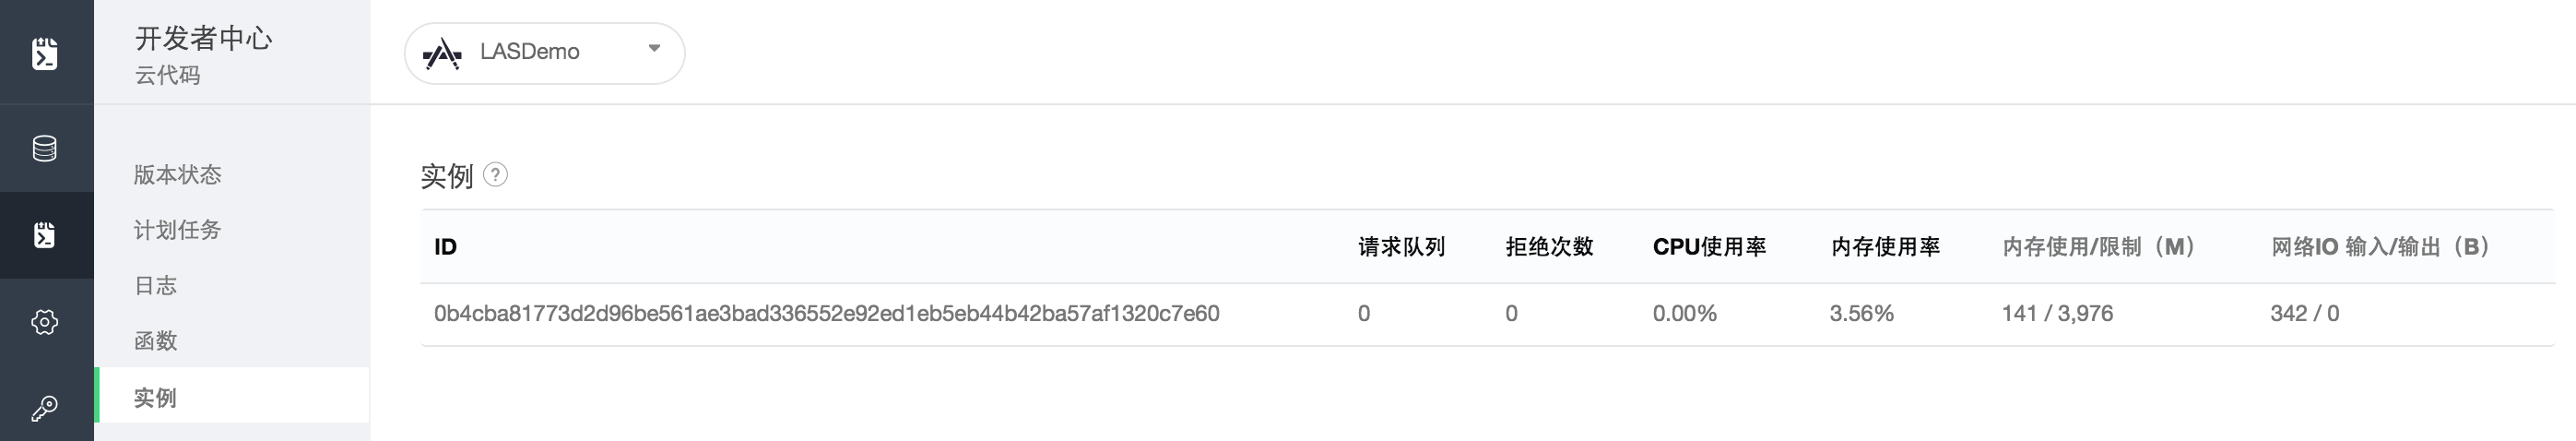 开发者中心
云代码
LASDemo
版本状态
计划任务
日志
函数
实例
实例 ?
ID 请求队列 拒绝次数 CPU使用率 内存使用率 内存使用/限制（M） 网络IO 输入/输出（B）
0b4cba81773d2d96be561ae3bad336552e92ed1eb5eb44b42ba57af1320c7e60 0 0 0.00% 3.56% 141 / 3,976 342 / 0